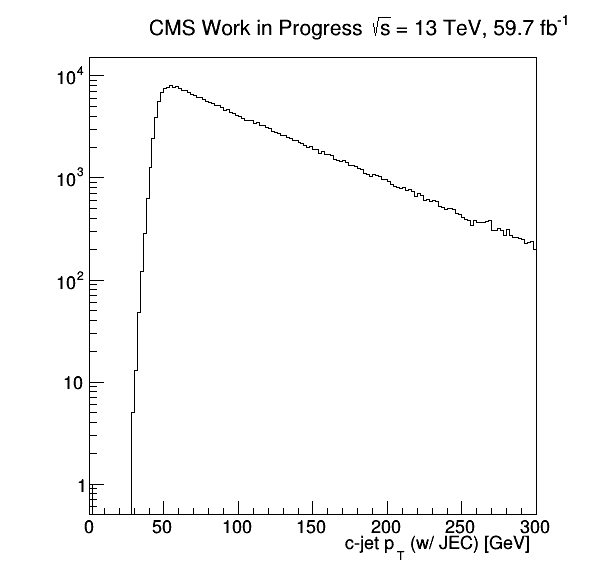 CMS Work in Progress √s = 13 TeV, 59.7 fb⁻¹
10⁴
10³
10²
10
1
0 50 100 150 200 250 300
c-jet p_T (w/ JEC) [GeV]